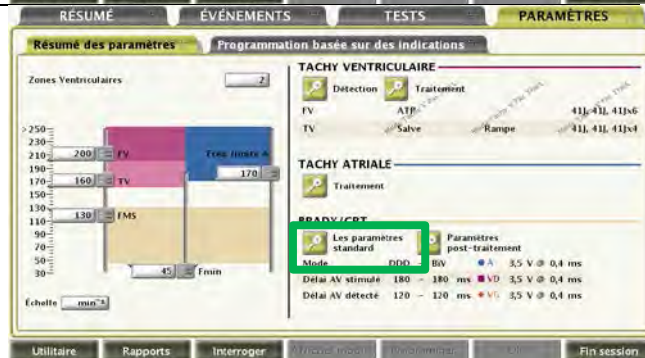 RÉSUMÉ ÉVÉNEMENTS TESTS PARAMÈTRES
Résumé des paramètres Programmation basée sur des indications
Zones Ventriculaires 2
>250
230
210
190
170
150
130
110
90
70
50
30
200 FV
160 TV
130 FMS
170
45 Fmin
Échelle min⁻¹
TACHY VENTRICULAIRE
Détection Traitement
FV ATP 41J, 41J, 41Jx6
TV Salve Rampe 41J, 41J, 41Jx4
TACHY ATRIALE
Traitement
BRADY/CRT
Les paramètres standard
Paramètres post-traitement
Mode DDD - BiV A 3,5 V @ 0,4 ms
Délai AV stimulé 180 - 180 ms VD 3,5 V @ 0,4 ms
Délai AV détecté 120 - 120 ms VG 3,5 V @ 0,4 ms
Utilitaire Rapports Interroger Fin session